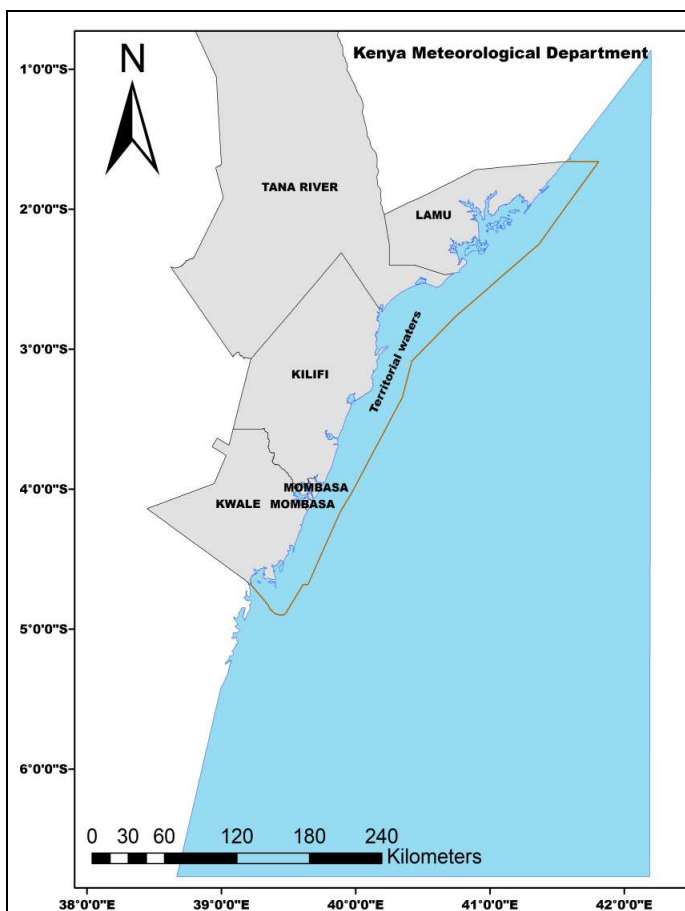 Kenya Meteorological Department
N
1°0'0"S
2°0'0"S
3°0'0"S
4°0'0"S
5°0'0"S
6°0'0"S
TANA RIVER
LAMU
KILIFI
Territorial waters
MOMBASA
KWALE MOMBASA
0 30 60 120 180 240
Kilometers
38°0'0"E 39°0'0"E 40°0'0"E 41°0'0"E 42°0'0"E